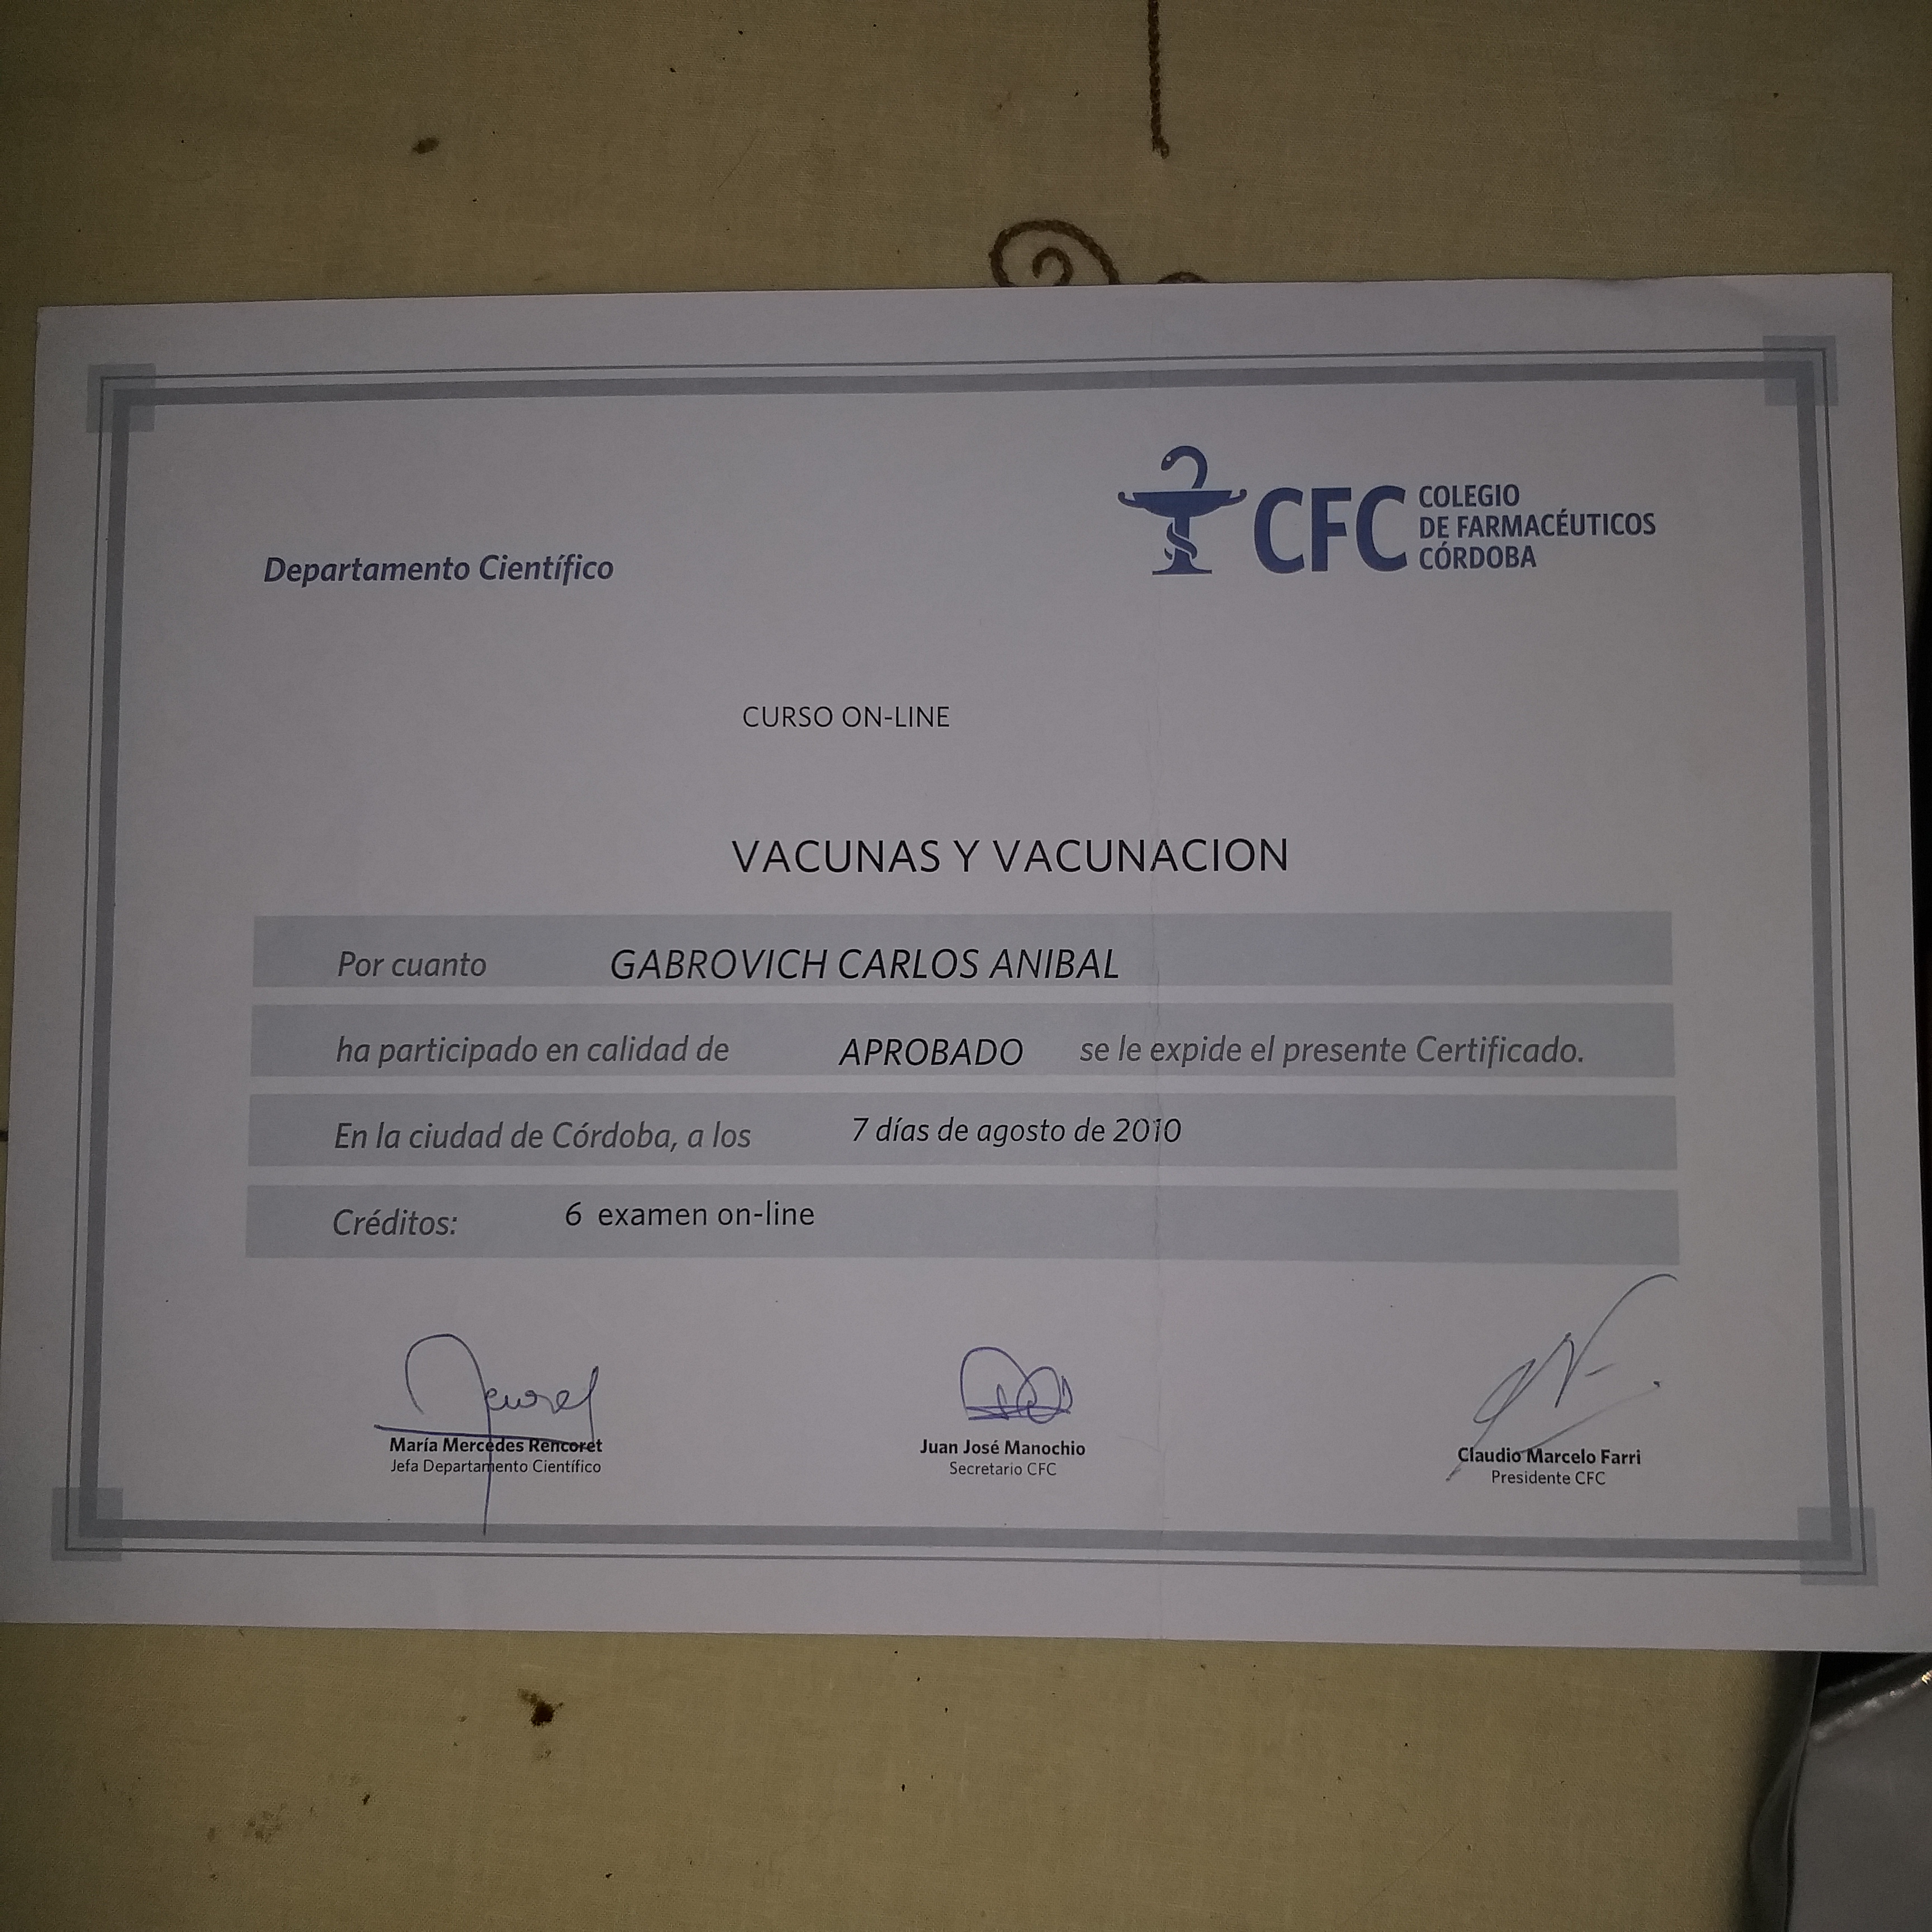 CFC
COLEGIO
DE FARMACÉUTICOS
CÓRDOBA
Departamento Científico
CURSO ON-LINE
VACUNAS Y VACUNACION
Por cuanto GABROVICH CARLOS ANIBAL
ha participado en calidad de APROBADO se le expide el presente Certificado.
En la ciudad de Córdoba, a los 7 días de agosto de 2010
Créditos: 6 examen on-line
María Mercedes Rencoret
Jefa Departamento Científico
Juan José Manochio
Secretario CFC
Claudio Marcelo Farri
Presidente CFC